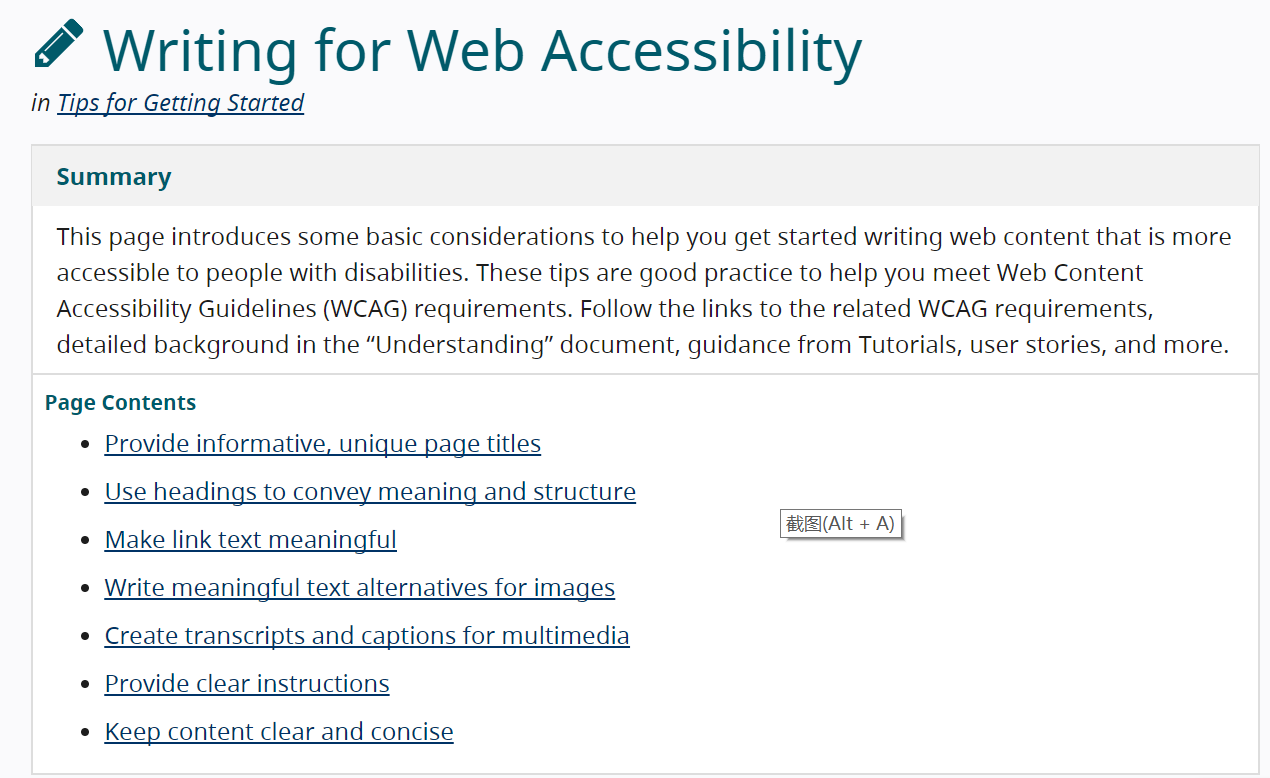 Writing for Web Accessibility
in Tips for Getting Started
Summary
This page introduces some basic considerations to help you get started writing web content that is more
accessible to people with disabilities. These tips are good practice to help you meet Web Content
Accessibility Guidelines (WCAG) requirements. Follow the links to the related WCAG requirements,
detailed background in the “Understanding” document, guidance from Tutorials, user stories, and more.
Page Contents
Provide informative, unique page titles
Use headings to convey meaning and structure
截图(Alt + A)
Make link text meaningful
Write meaningful text alternatives for images
Create transcripts and captions for multimedia
Provide clear instructions
Keep content clear and concise